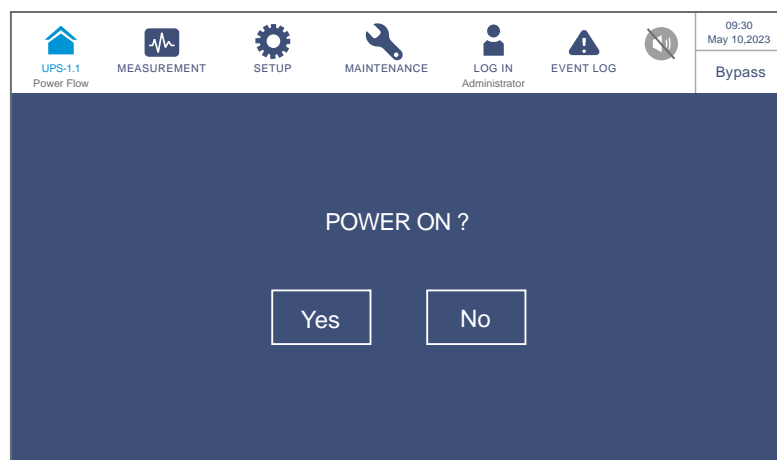 UPS-1.1
Power Flow
MEASUREMENT
SETUP
MAINTENANCE
LOG IN
Administrator
EVENT LOG
09:30
May 10,2023
Bypass
POWER ON ?
Yes
No